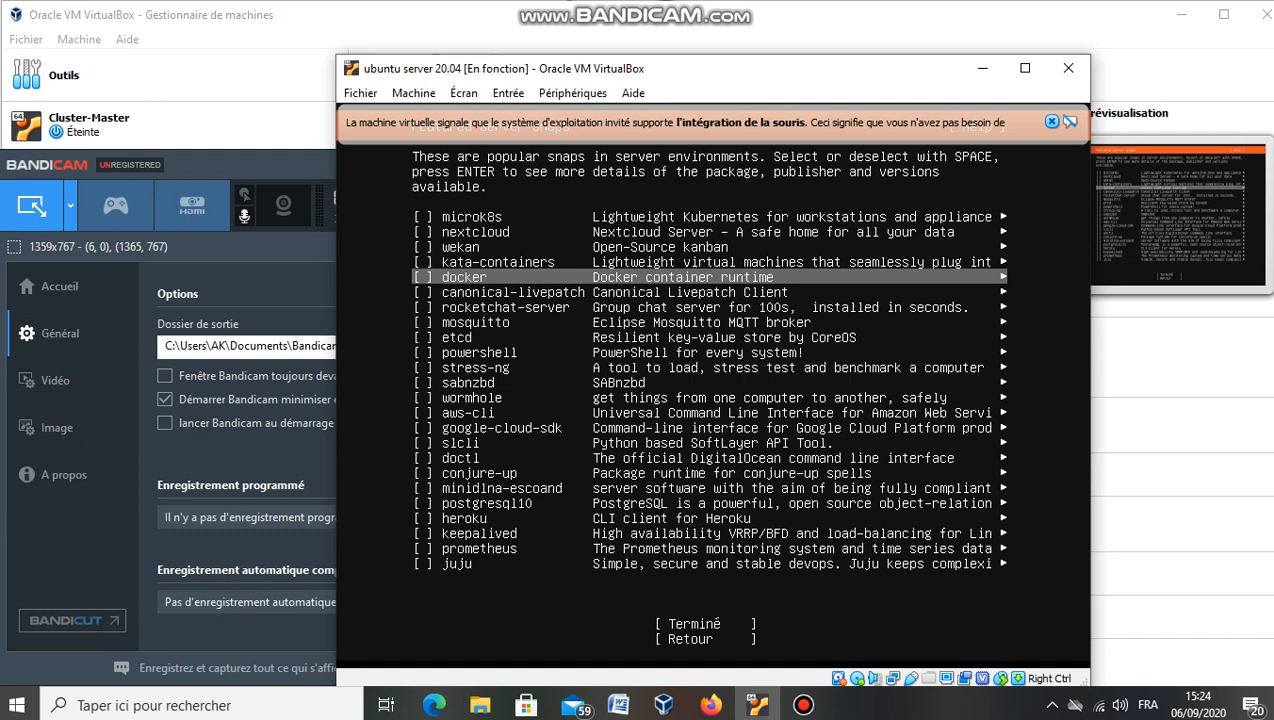 Oracle VM VirtualBox - Gestionnaire de machines
www.BANDICAM.com
Fichier Machine Aide
Outils
Cluster-Master
Éteinte
BANDICAM UNREGISTERED
1359x767 - (6, 0), (1365, 767)
Accueil
Général
Vidéo
Image
A propos
BANDICUT
Options
Dossier de sortie
C:\Users\AK\Documents\Bandicam
Fenêtre Bandicam toujours deva
Démarrer Bandicam minimiser e
lancer Bandicam au démarrage
Enregistrement programmé
Il n'y a pas d'enregistrement progr
Enregistrement automatique com
Pas d'enregistrement automatique
Enregistrez et capturez tout ce qui s'affi
ubuntu server 20.04 [En fonction] - Oracle VM VirtualBox
Fichier Machine Écran Entrée Périphériques Aide
La machine virtuelle signale que le système d'exploitation invité supporte l'intégration de la souris. Ceci signifie que vous n'avez pas besoin de
Featured Server Snaps [ Help ]
These are popular snaps in server environments. Select or deselect with SPACE,
press ENTER to see more details of the package, publisher and versions
available.
[ ] microk8s Lightweight Kubernetes for workstations and appliance
[ ] nextcloud Nextcloud Server - A safe home for all your data
[ ] wekan Open-Source kanban
[ ] kata-containers Lightweight virtual machines that seamlessly plug int
[ ] docker Docker container runtime
[ ] canonical-livepatch Canonical Livepatch Client
[ ] rocketchat-server Group chat server for 100s, installed in seconds.
[ ] mosquitto Eclipse Mosquitto MQTT broker
[ ] etcd Resilient key-value store by CoreOS
[ ] powershell PowerShell for every system!
[ ] stress-ng A tool to load, stress test and benchmark a computer
[ ] sabnzbd SABnzbd
[ ] wormhole get things from one computer to another, safely
[ ] aws-cli Universal Command Line Interface for Amazon Web Servi
[ ] google-cloud-sdk Command-line interface for Google Cloud Platform prod
[ ] slcli Python based SoftLayer API Tool.
[ ] doctl The official DigitalOcean command line interface
[ ] conjure-up Package runtime for conjure-up spells
[ ] minidlna-escoand server software with the aim of being fully compliant
[ ] postgresql10 PostgreSQL is a powerful, open source object-relation
[ ] heroku CLI client for Heroku
[ ] keepalived High availability VRRP/BFD and load-balancing for Lin
[ ] prometheus The Prometheus monitoring system and time series data
[ ] juju Simple, secure and stable devops. Juju keeps complexi
[ Terminé ]
[ Retour ]
Right Ctrl
révisualisation
Taper ici pour rechercher
59
FRA
15:24
06/09/2020
20